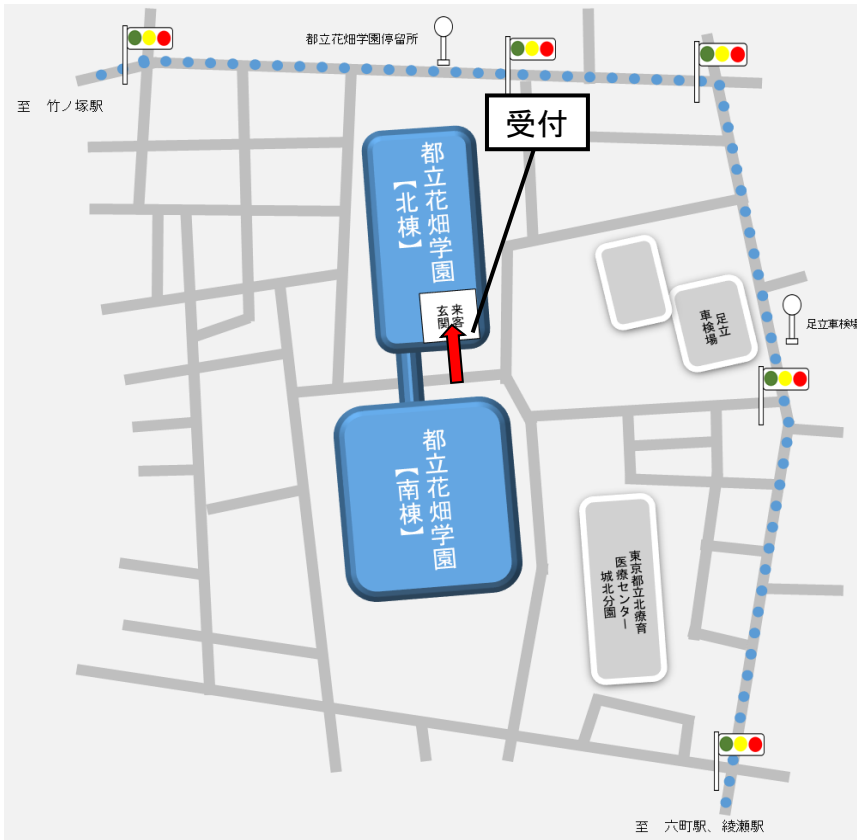 都立花畑学園停留所
至　竹ノ塚駅
受付
都立花畑学園
【北棟】
来客
玄関
足立
車検場
足立車検場
都立花畑学園
【南棟】
東京都立北療育
医療センター
城北分園
至　六町駅、綾瀬駅